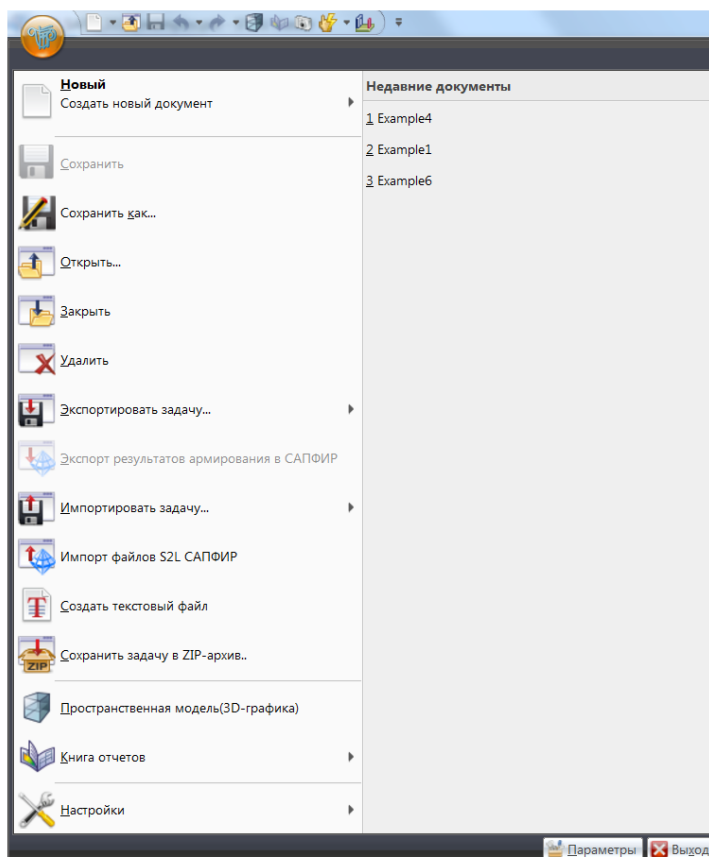 Новый
Создать новый документ
Сохранить
Сохранить как...
Открыть...
Закрыть
Удалить
Экспортировать задачу...
Экспорт результатов армирования в САПФИР
Импортировать задачу...
Импорт файлов S2L САПФИР
Создать текстовый файл
ZIP
Сохранить задачу в ZIP-архив..
Пространственная модель(3D-графика)
Книга отчетов
Настройки
Недавние документы
1 Example4
2 Example1
3 Example6
Параметры
Выход